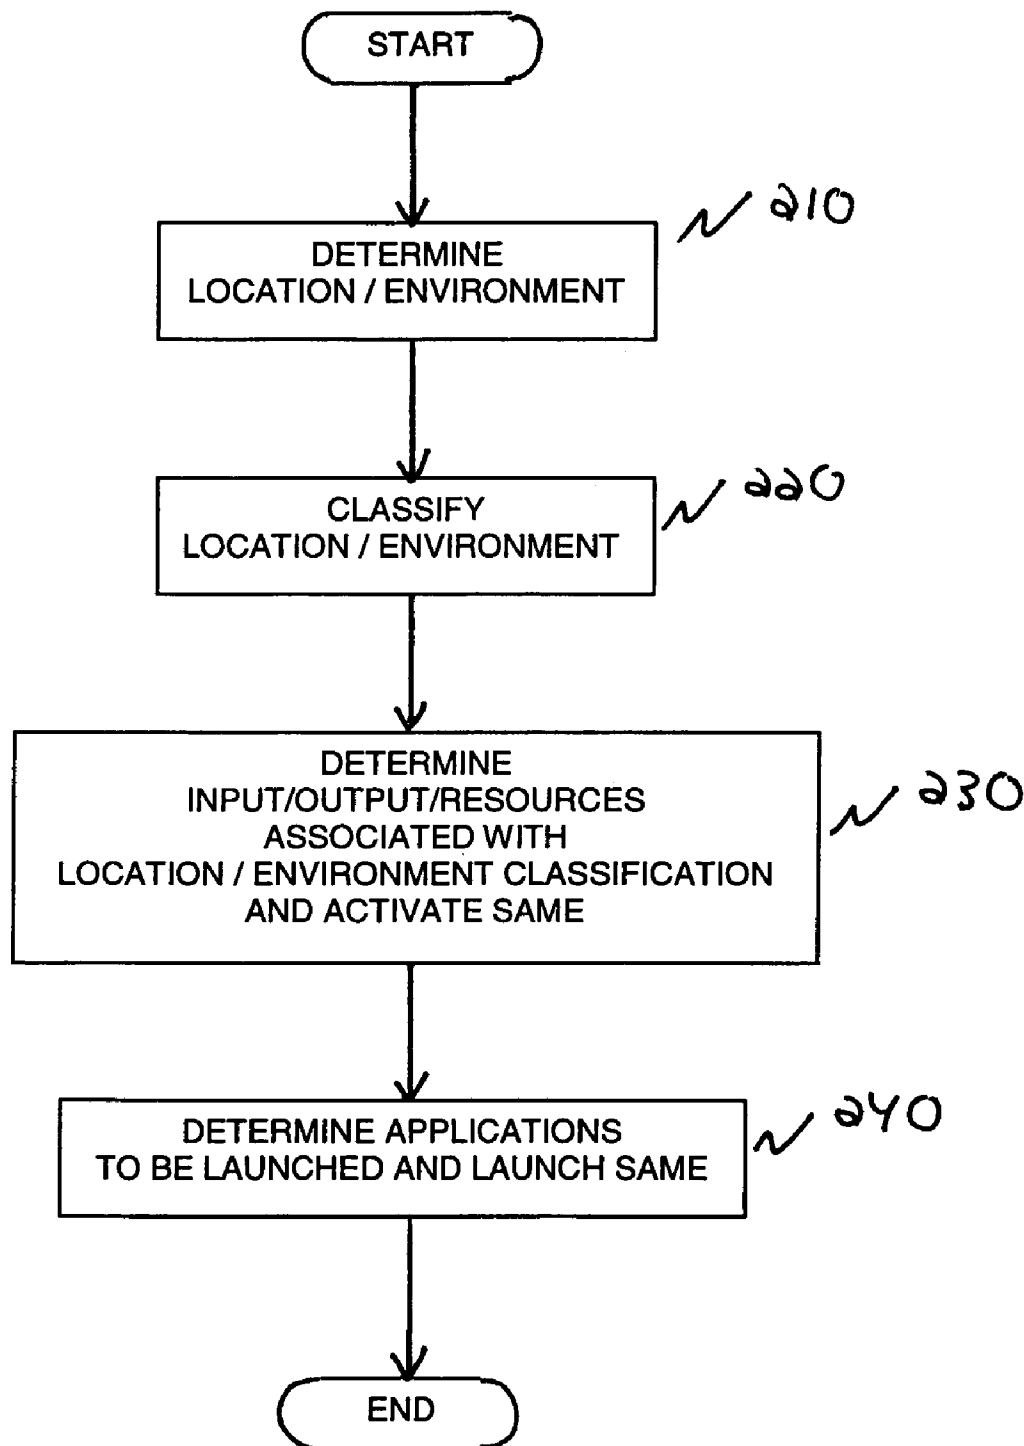 START
210
DETERMINE
LOCATION / ENVIRONMENT
220
CLASSIFY
LOCATION / ENVIRONMENT
230
DETERMINE
INPUT/OUTPUT/RESOURCES
ASSOCIATED WITH
LOCATION / ENVIRONMENT CLASSIFICATION
AND ACTIVATE SAME
240
DETERMINE APPLICATIONS
TO BE LAUNCHED AND LAUNCH SAME
END